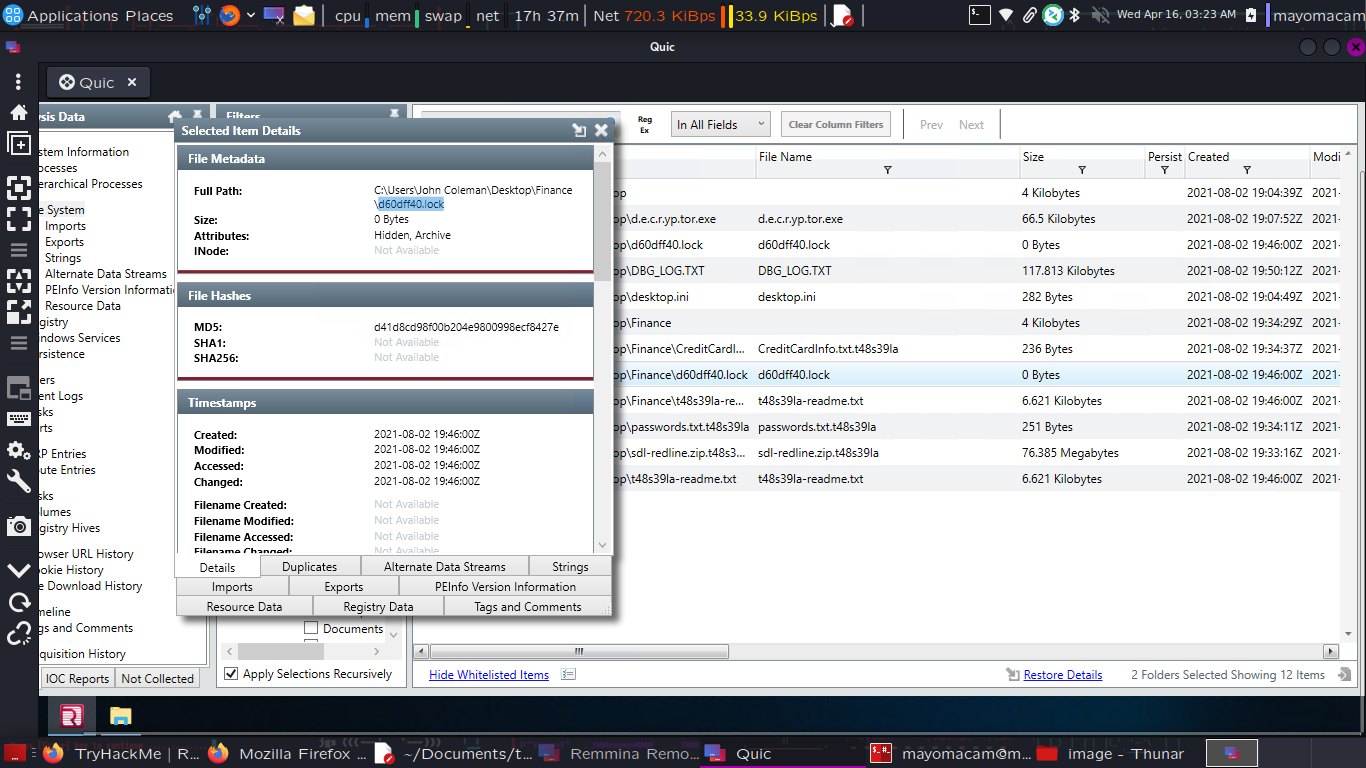 Applications Places cpu mem swap net 17h 37m Net 720.3 KiBps 33.9 KiBps Wed Apr 16, 03:23 AM mayomacam
Quic
Quic
ysis Data
Filters
stem Information
ocesses
erarchical Processes
e System
Imports
Exports
Strings
Alternate Data Streams
PEInfo Version Informatio
Resource Data
gistry
indows Services
rsistence
ers
ent Logs
sks
rts
RP Entries
oute Entries
sks
lumes
gistry Hives
owser URL History
okie History
e Download History
meline
gs and Comments
quisition History
IOC Reports Not Collected
Selected Item Details
File Metadata
Full Path: C:\Users\John Coleman\Desktop\Finance
\d60dff40.lock
Size: 0 Bytes
Attributes: Hidden, Archive
INode: Not Available
File Hashes
MD5: d41d8cd98f00b204e9800998ecf8427e
SHA1: Not Available
SHA256: Not Available
Timestamps
Created: 2021-08-02 19:46:00Z
Modified: 2021-08-02 19:46:00Z
Accessed: 2021-08-02 19:46:00Z
Changed: 2021-08-02 19:46:00Z
Filename Created: Not Available
Filename Modified: Not Available
Filename Accessed: Not Available
Filename Changed: Not Available
Details Duplicates Alternate Data Streams Strings
Imports Exports PEInfo Version Information
Resource Data Registry Data Tags and Comments
Documents
Apply Selections Recursively
Reg
Ex
In All Fields
Clear Column Filters
Prev Next
File Name Size Persist Created Modi
op 4 Kilobytes 2021-08-02 19:04:39Z 2021-
op\d.e.c.r.yp.tor.exe d.e.c.r.yp.tor.exe 66.5 Kilobytes 2021-08-02 19:07:52Z 2021-
op\d60dff40.lock d60dff40.lock 0 Bytes 2021-08-02 19:46:00Z 2021-
op\DBG_LOG.TXT DBG_LOG.TXT 117.813 Kilobytes 2021-08-02 19:50:12Z 2021-
op\desktop.ini desktop.ini 282 Bytes 2021-08-02 19:04:49Z 2021-
op\Finance Finance 4 Kilobytes 2021-08-02 19:34:29Z 2021-
op\Finance\CreditCardI... CreditCardInfo.txt.t48s39la 236 Bytes 2021-08-02 19:34:37Z 2021-
op\Finance\d60dff40.lock d60dff40.lock 0 Bytes 2021-08-02 19:46:00Z 2021-
op\Finance\t48s39la-re... t48s39la-readme.txt 6.621 Kilobytes 2021-08-02 19:46:00Z 2021-
op\passwords.txt.t48s39la passwords.txt.t48s39la 251 Bytes 2021-08-02 19:34:11Z 2021-
op\sdl-redline.zip.t48s3... sdl-redline.zip.t48s39la 76.385 Megabytes 2021-08-02 19:33:16Z 2021-
op\t48s39la-readme.txt t48s39la-readme.txt 6.621 Kilobytes 2021-08-02 19:46:00Z 2021-
Hide Whitelisted Items
Restore Details
2 Folders Selected Showing 12 Items
TryHackMe | R... Mozilla Firefox ~/Documents/t... Remmina Remo... Quic mayomacam@m... image - Thunar